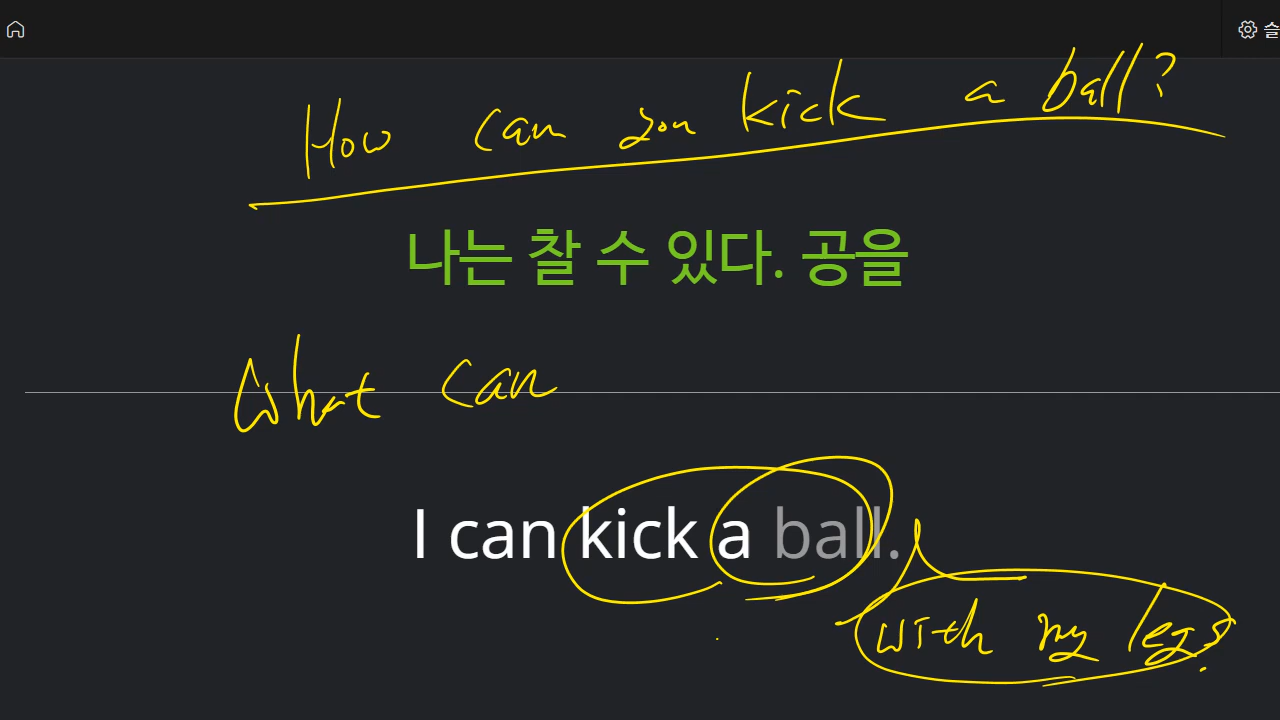 슬
How can you kick a ball?
나는 찰 수 있다. 공을
What can
I can kick a ball.
with my legs